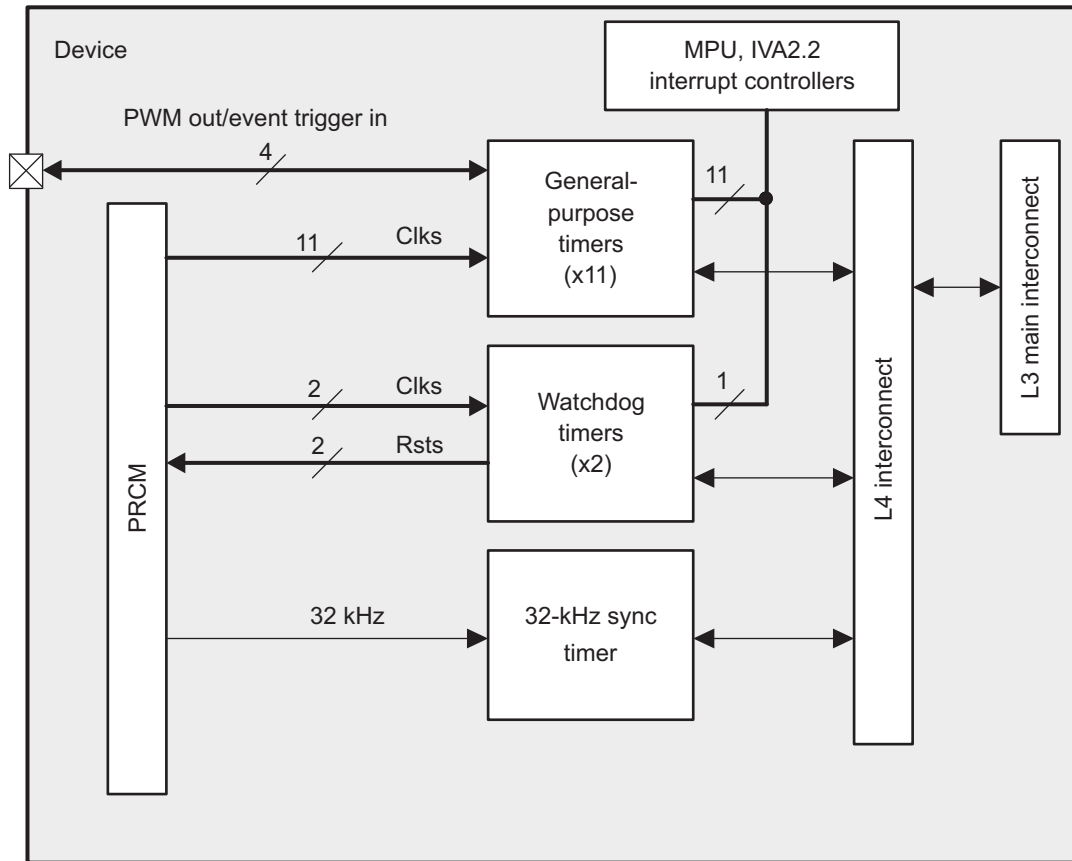 Device
MPU, IVA2.2
interrupt controllers
PWM out/event trigger in
4
General-
purpose
timers
(x11)
11
11
Clks
Watchdog
timers
(x2)
1
2
Clks
2
Rsts
32-kHz sync
timer
32 kHz
PRCM
L4 interconnect
L3 main interconnect